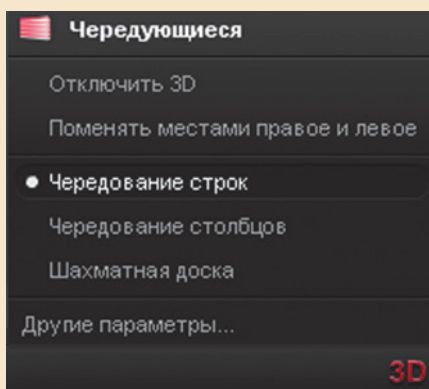 Чередующиеся
Отключить 3D
Поменять местами правое и левое
Чередование строк
Чередование столбцов
Шахматная доска
Другие параметры...
3D